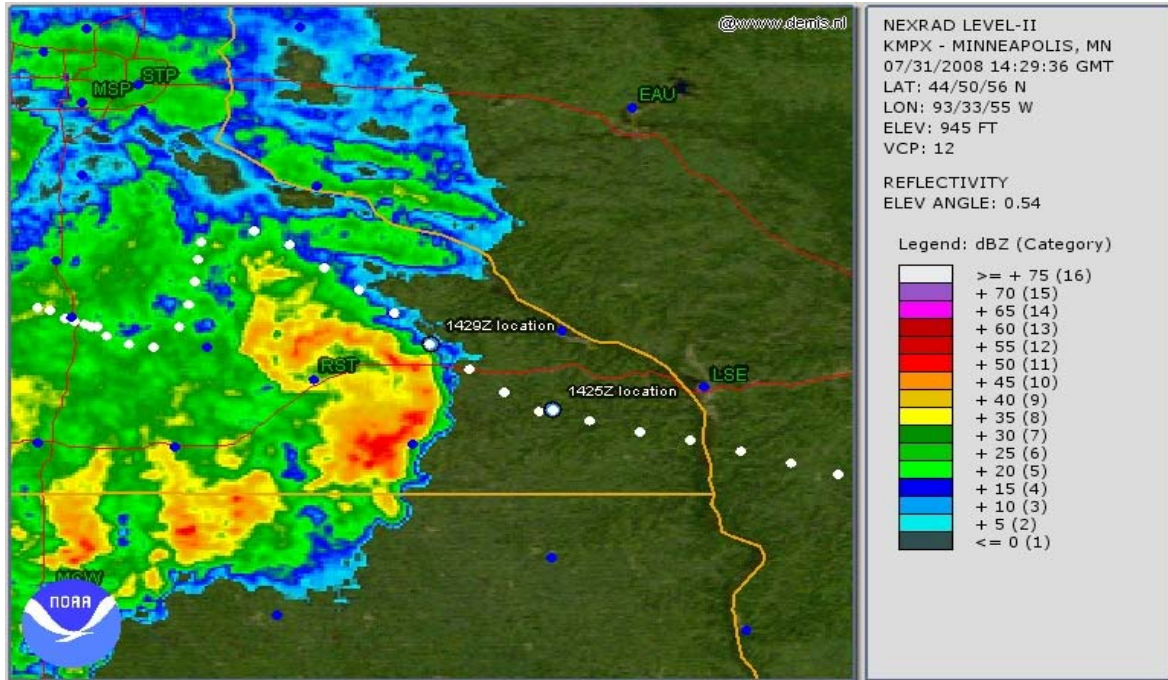 @www.demis.nl
STP
MSP
EAU
1429Z location
RST
LSE
1425Z location
MCW
NOAA
NEXRAD LEVEL-II
KMPX - MINNEAPOLIS, MN
07/31/2008 14:29:36 GMT
LAT: 44/50/56 N
LON: 93/33/55 W
ELEV: 945 FT
VCP: 12
REFLECTIVITY
ELEV ANGLE: 0.54
Legend: dBZ (Category)
>= + 75 (16)
+ 70 (15)
+ 65 (14)
+ 60 (13)
+ 55 (12)
+ 50 (11)
+ 45 (10)
+ 40 (9)
+ 35 (8)
+ 30 (7)
+ 25 (6)
+ 20 (5)
+ 15 (4)
+ 10 (3)
+ 5 (2)
<= 0 (1)